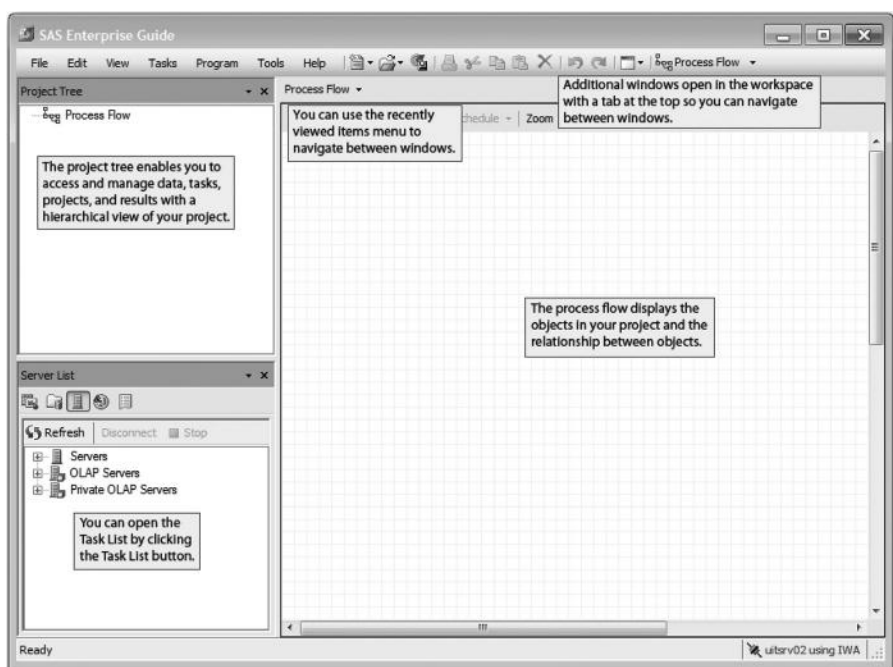 SAS Enterprise Guide
File Edit View Tasks Program Tools Help Process Flow
Project Tree
Process Flow
The project tree enables you to
access and manage data, tasks,
projects, and results with a
hierarchical view of your project.
Server List
Refresh Disconnect Stop
Servers
OLAP Servers
Private OLAP Servers
You can open the
Task List by clicking
the Task List button.
Process Flow
You can use the recently
viewed items menu to
navigate between windows.
Zoom
Additional windows open in the workspace
with a tab at the top so you can navigate
between windows.
The process flow displays the
objects in your project and the
relationship between objects.
Ready
uitsrv02 using IWA